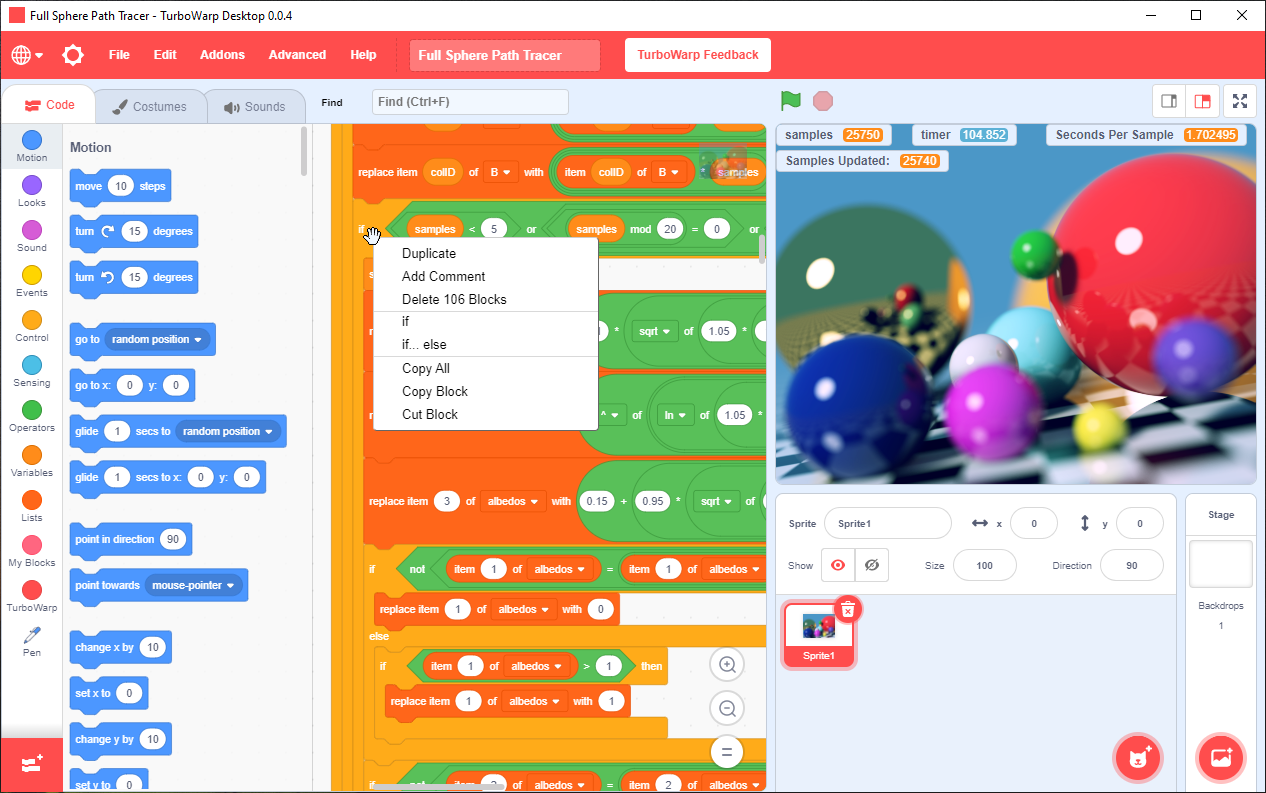 Full Sphere Path Tracer - TurboWarp Desktop 0.0.4
File Edit Addons Advanced Help Full Sphere Path Tracer TurboWarp Feedback
Code Costumes Sounds Find Find (Ctrl+F)
Motion
Looks
Sound
Events
Control
Sensing
Operators
Variables
Lists
My Blocks
TurboWarp
Pen
Motion
move 10 steps
turn 15 degrees
turn 15 degrees
go to random position
go to x: 0 y: 0
glide 1 secs to random position
glide 1 secs to x: 0 y: 0
point in direction 90
point towards mouse-pointer
change x by 10
set x to 0
change y by 10
set y to 0
replace item colID of B with item colID of B samples
if samples < 5 or samples mod 20 = 0 or
Duplicate
Add Comment
Delete 106 Blocks
if
if... else
Copy All
Copy Block
Cut Block
* sqrt of 1.05 *
^ of ln of 1.05 *
replace item 3 of albedos with 0.15 + 0.95 * sqrt of
if not item 1 of albedos = item 1 of albedos
replace item 1 of albedos with 0
else
if item 1 of albedos > 1 then
replace item 1 of albedos with 1
if not item 2 of albedos = item 2 of albedos
samples 25750 timer 104.852 Seconds Per Sample 1.702495
Samples Updated: 25740
Sprite Sprite1 x 0 y 0
Show Size 100 Direction 90
Sprite1
Stage
Backdrops
1